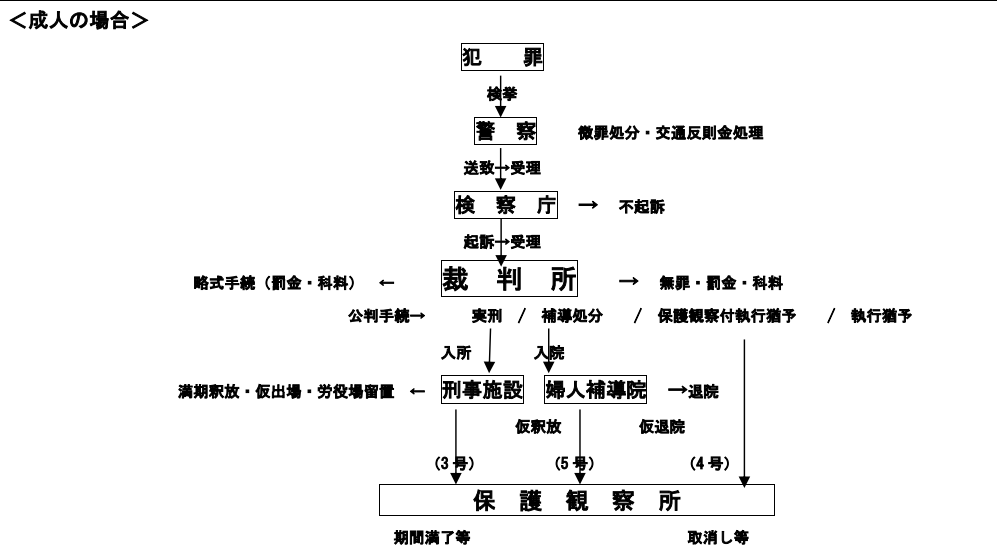 ＜成人の場合＞
犯　罪
検挙
警　察　微罪処分・交通反則金処理
送致→受理
検　察　庁　→　不起訴
起訴→受理
略式手続（罰金・科料）　←　裁　判　所　→　無罪・罰金・科料
公判手続→　実刑　/　補導処分　/　保護観察付執行猶予　/　執行猶予
入所　入院
満期釈放・仮出場・労役場留置　←　刑事施設　婦人補導院　→退院
仮釈放　仮退院
（3号）　（5号）　（4号）
保　護　観　察　所
期間満了等　取消し等